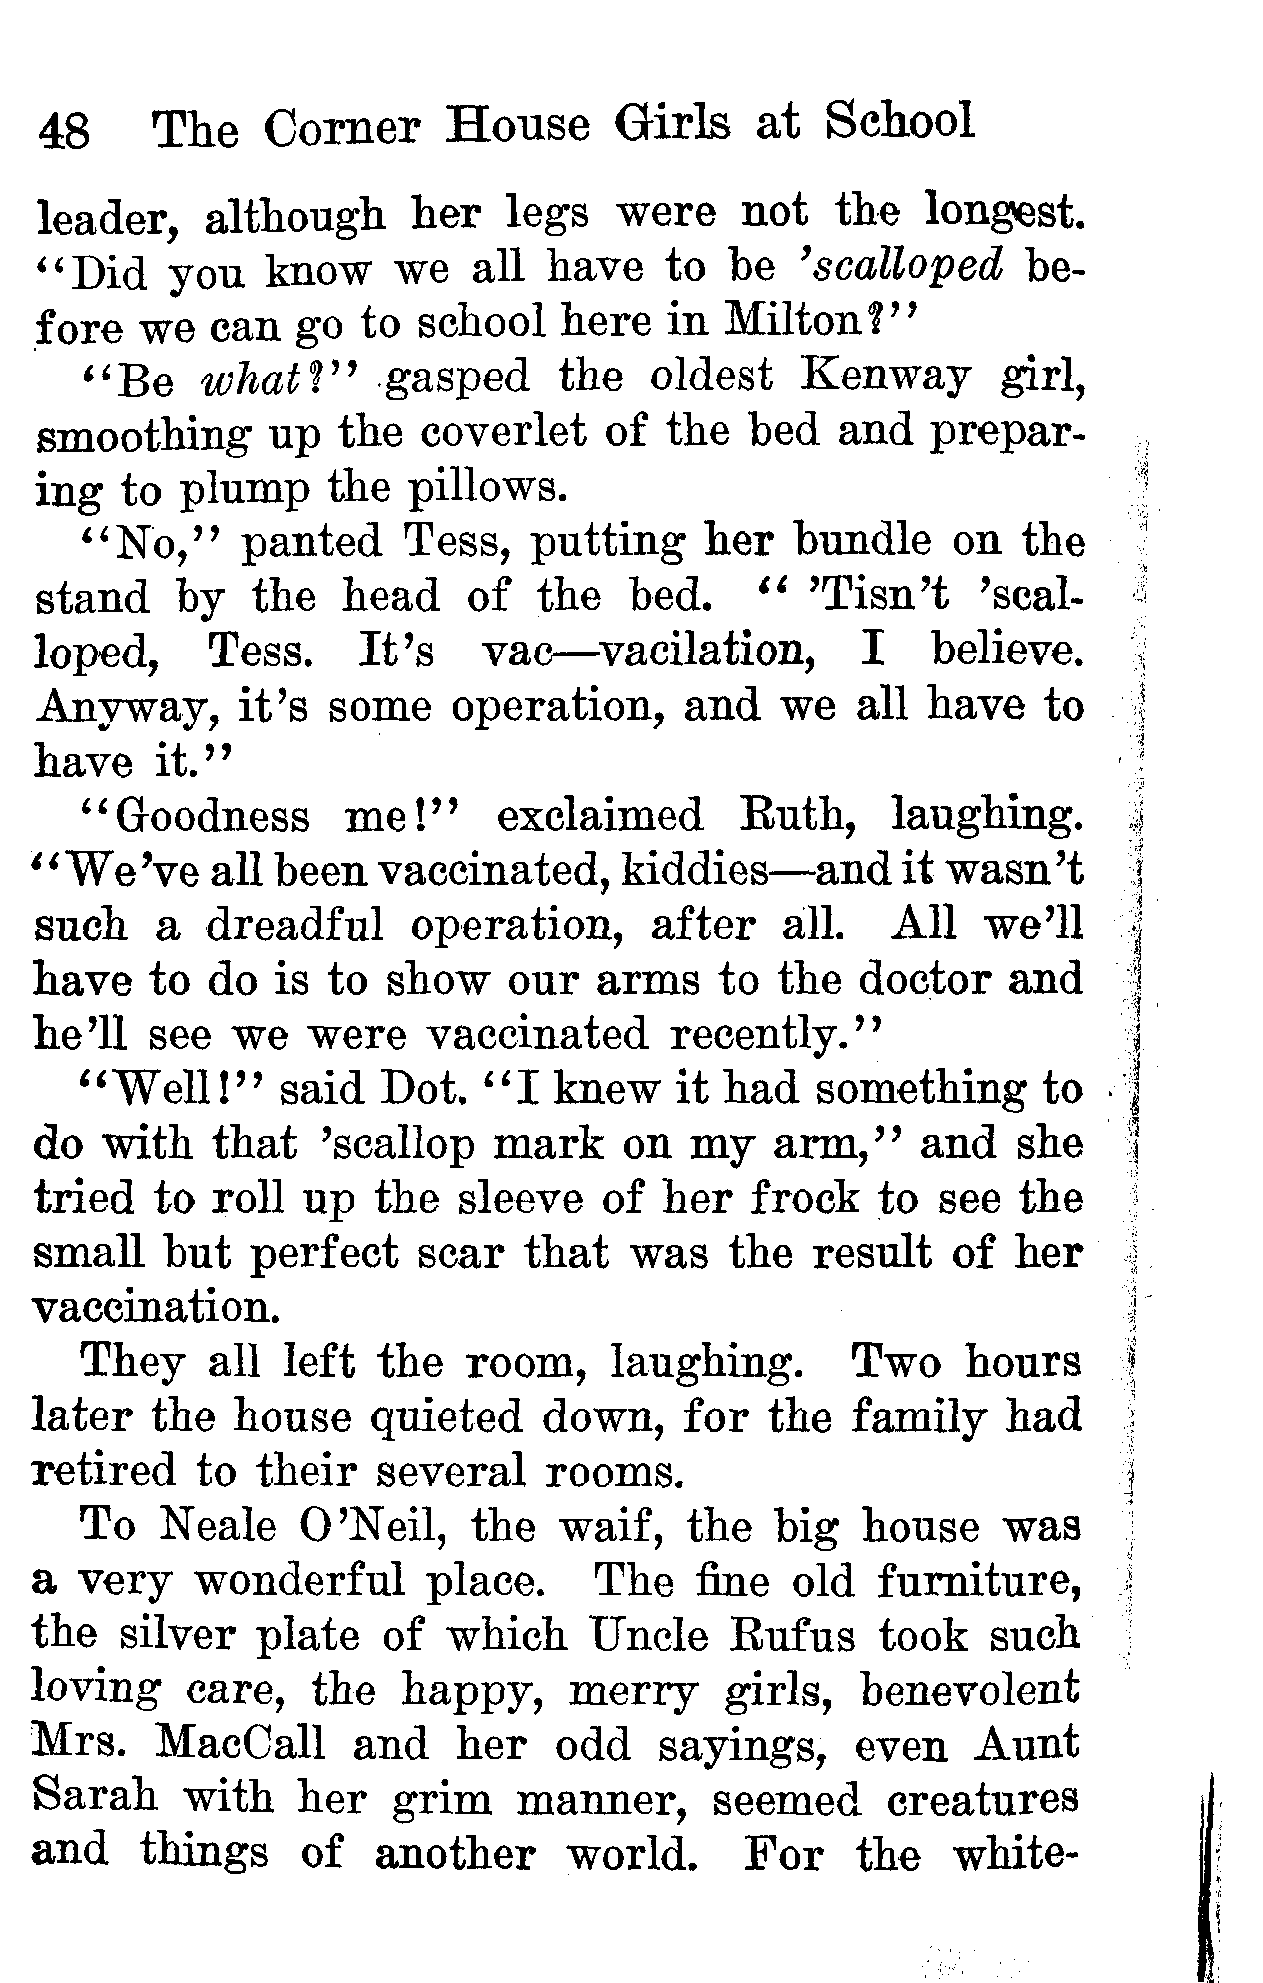 48 The Corner House Girls at School
leader, although her legs were not the longest.
"Did you know we all have to be 'scalloped be-
fore we can go to school here in Milton?"
"Be what?" gasped the oldest Kenway girl,
smoothing up the coverlet of the bed and prepar-
ing to plump the pillows.
"No," panted Tess, putting her bundle on the
stand by the head of the bed. " 'Tisn't 'scal-
loped, Tess. It's vac—vacilation, I believe.
Anyway, it's some operation, and we all have to
have it."
"Goodness me!" exclaimed Ruth, laughing.
"We've all been vaccinated, kiddies—and it wasn't
such a dreadful operation, after all. All we'll
have to do is to show our arms to the doctor and
he'll see we were vaccinated recently."
"Well!" said Dot. "I knew it had something to
do with that 'scallop mark on my arm," and she
tried to roll up the sleeve of her frock to see the
small but perfect scar that was the result of her
vaccination.
They all left the room, laughing. Two hours
later the house quieted down, for the family had
retired to their several rooms.
To Neale O'Neil, the waif, the big house was
a very wonderful place. The fine old furniture,
the silver plate of which Uncle Rufus took such
loving care, the happy, merry girls, benevolent
Mrs. MacCall and her odd sayings, even Aunt
Sarah with her grim manner, seemed creatures
and things of another world. For the white-